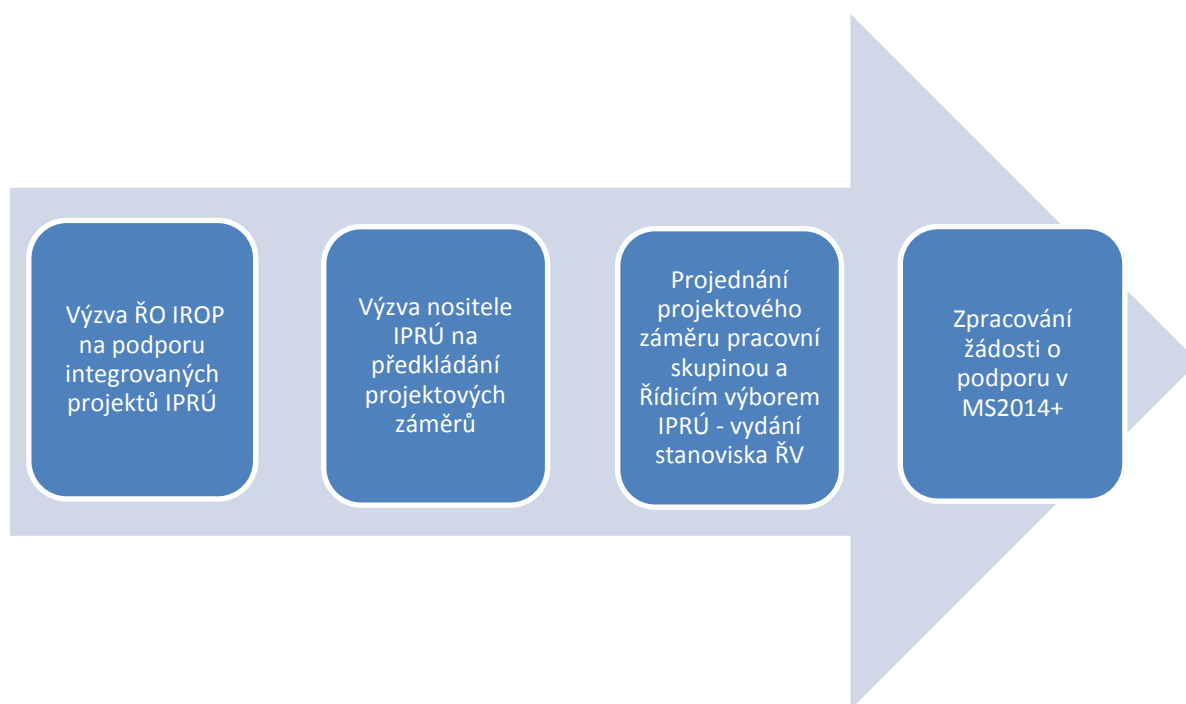 Výzva ŘO IROP
na podporu
integrovaných
projektů IPRÚ
Výzva nositele
IPRÚ na
předkládání
projektových
záměrů
Projednání
projektového
záměru pracovní
skupinou a
Řídicím výborem
IPRÚ - vydání
stanoviska ŘV
Zpracování
žádosti o
podporu v
MS2014+